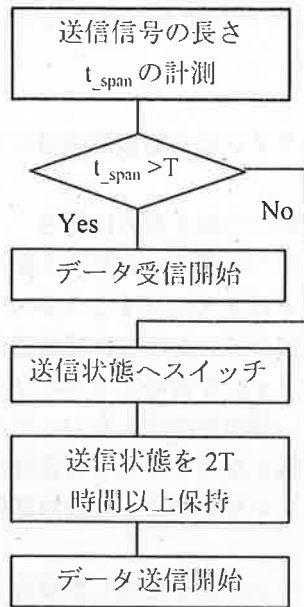 送信信号の長さ
t_span の計測
t_span >T
Yes
No
データ受信開始
送信状態へスイッチ
送信状態を 2T
時間以上保持
データ送信開始